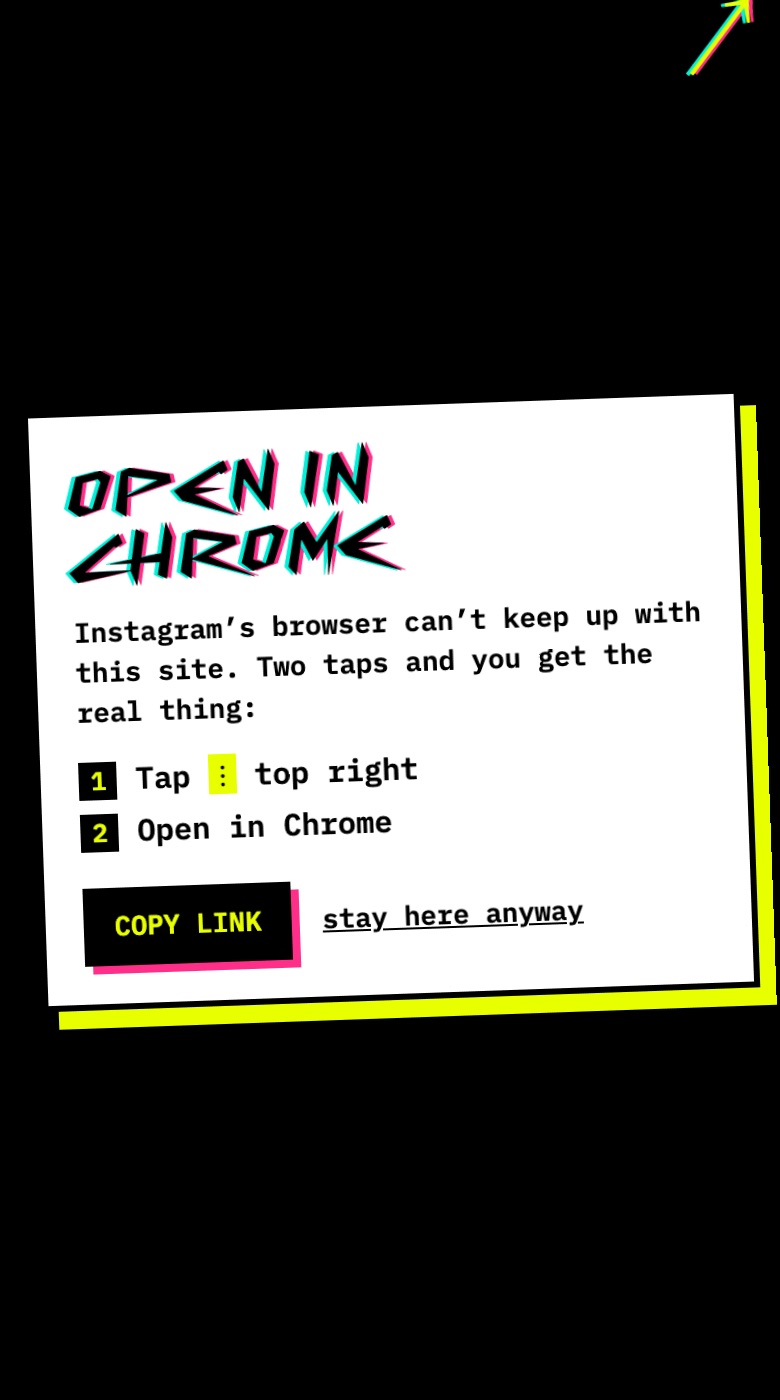 OPEN IN
CHROME
Instagram’s browser can’t keep up with
this site. Two taps and you get the
real thing:
1 Tap ⋮ top right
2 Open in Chrome
COPY LINK stay here anyway